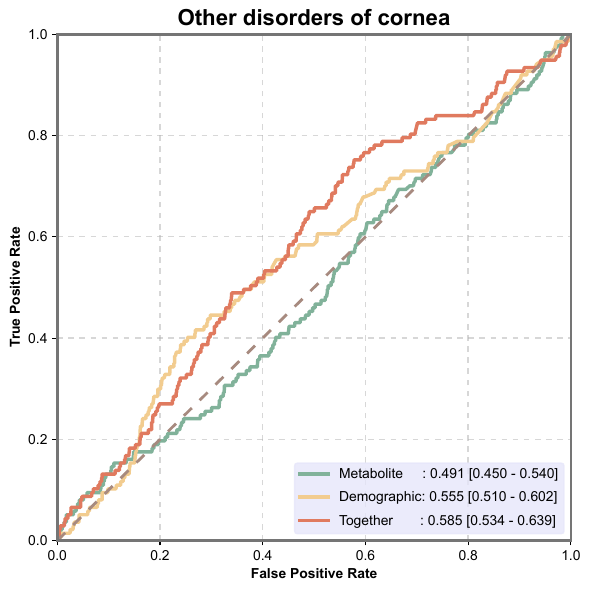 Other disorders of cornea
1.0
0.8
0.6
0.4
0.2
0.0
True Positive Rate
Metabolite : 0.491 [0.450 - 0.540]
Demographic: 0.555 [0.510 - 0.602]
Together : 0.585 [0.534 - 0.639]
0.0 0.2 0.4 0.6 0.8 1.0
False Positive Rate